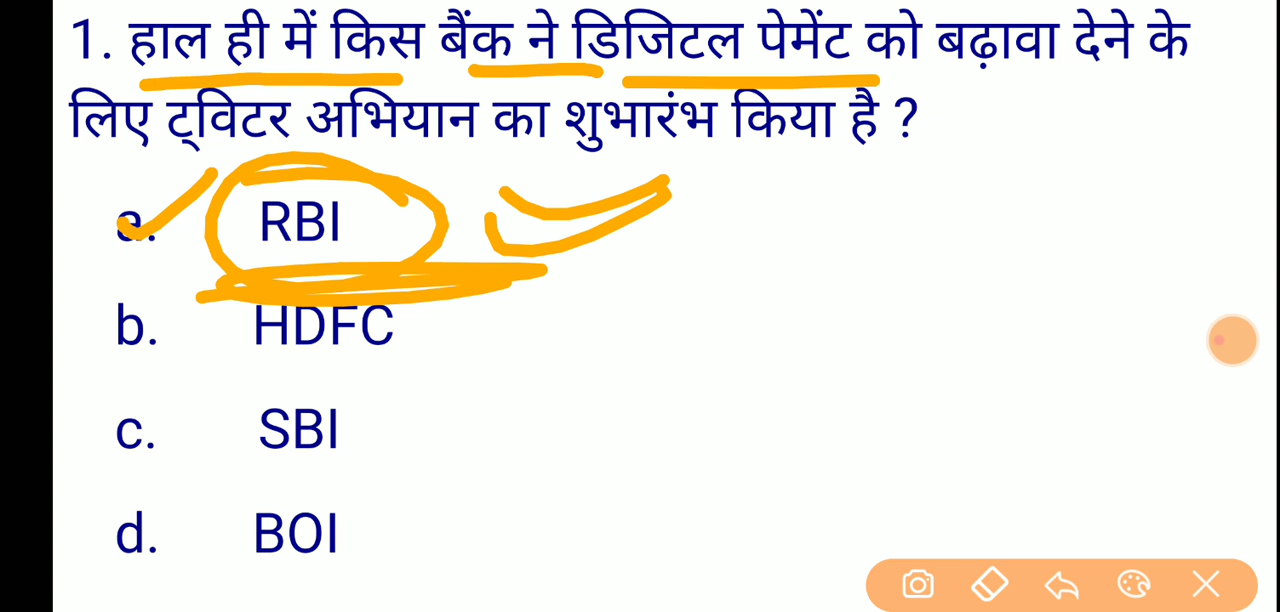 1. हाल ही में किस बैंक ने डिजिटल पेमेंट को बढ़ावा देने के
लिए ट्विटर अभियान का शुभारंभ किया है ?
a. RBI
b. HDFC
c. SBI
d. BOI